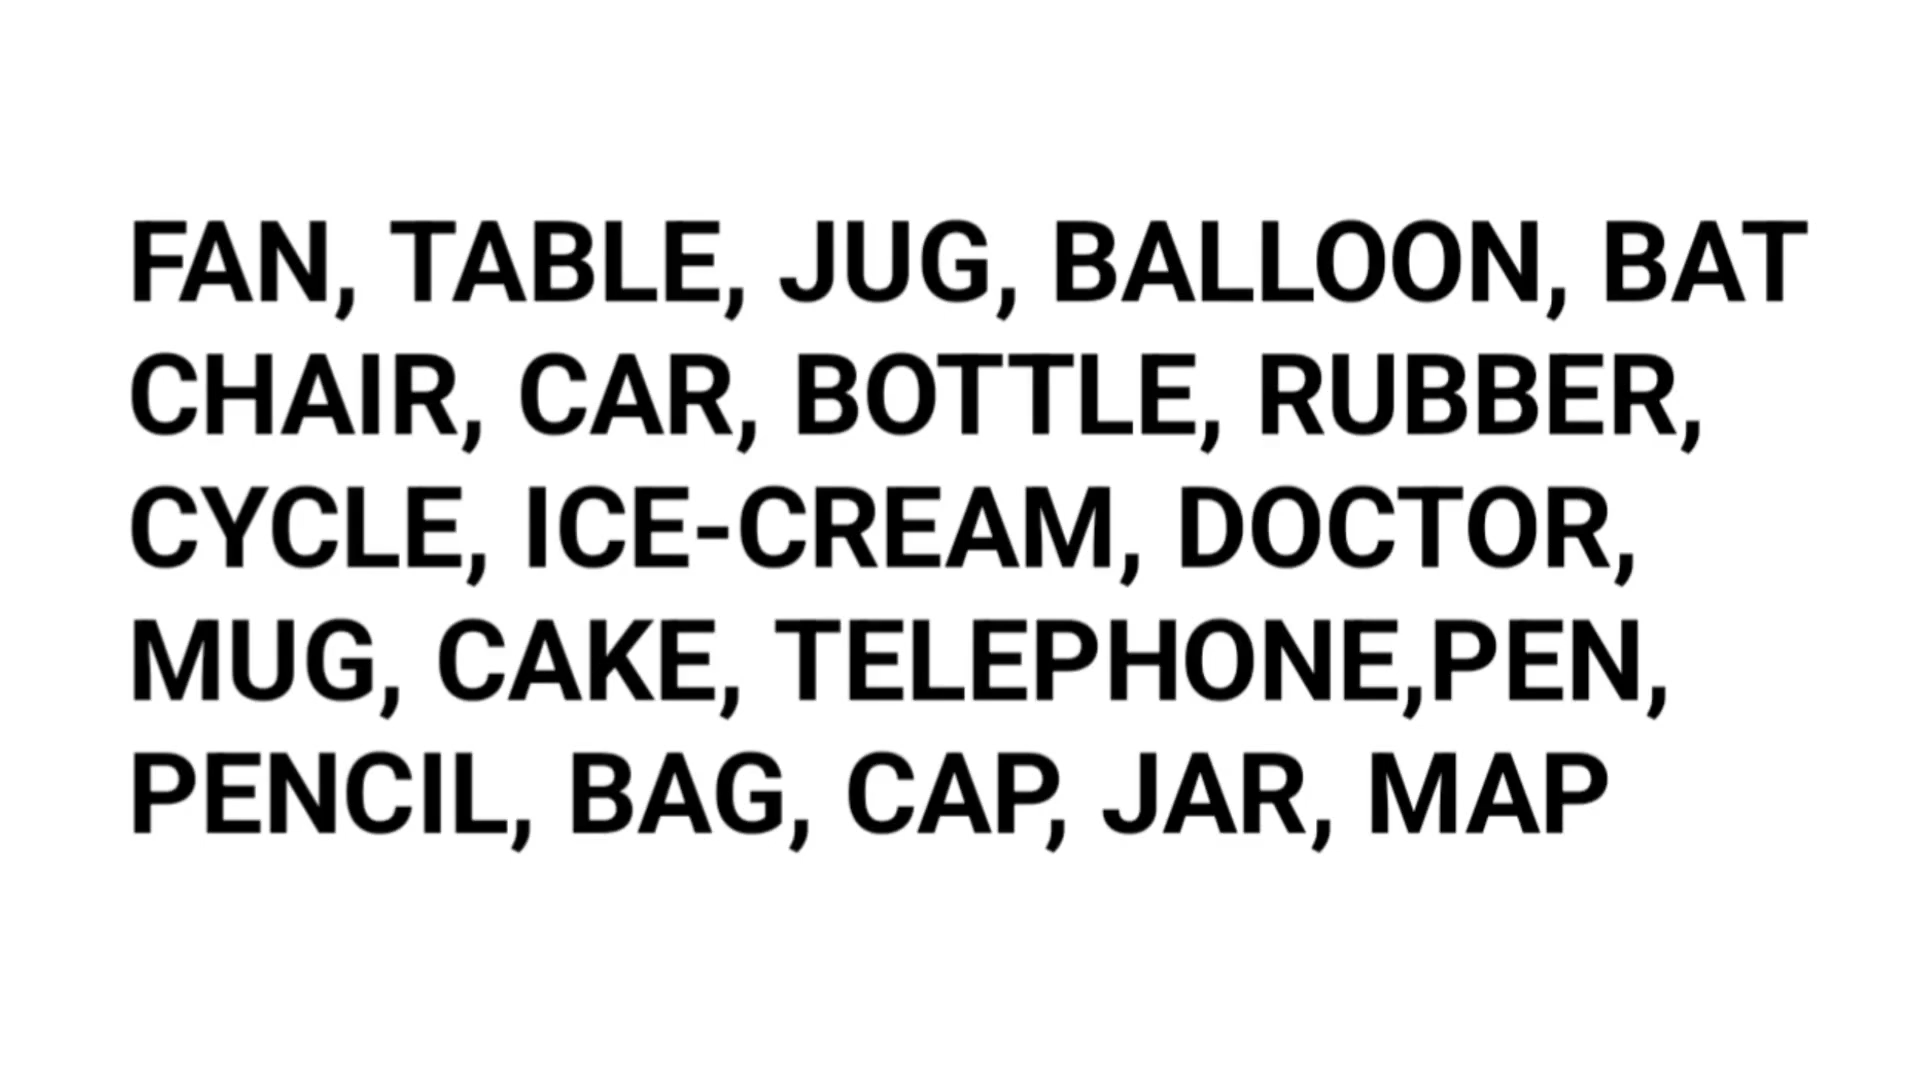 FAN, TABLE, JUG, BALLOON, BAT
CHAIR, CAR, BOTTLE, RUBBER,
CYCLE, ICE-CREAM, DOCTOR,
MUG, CAKE, TELEPHONE,PEN,
PENCIL, BAG, CAP, JAR, MAP